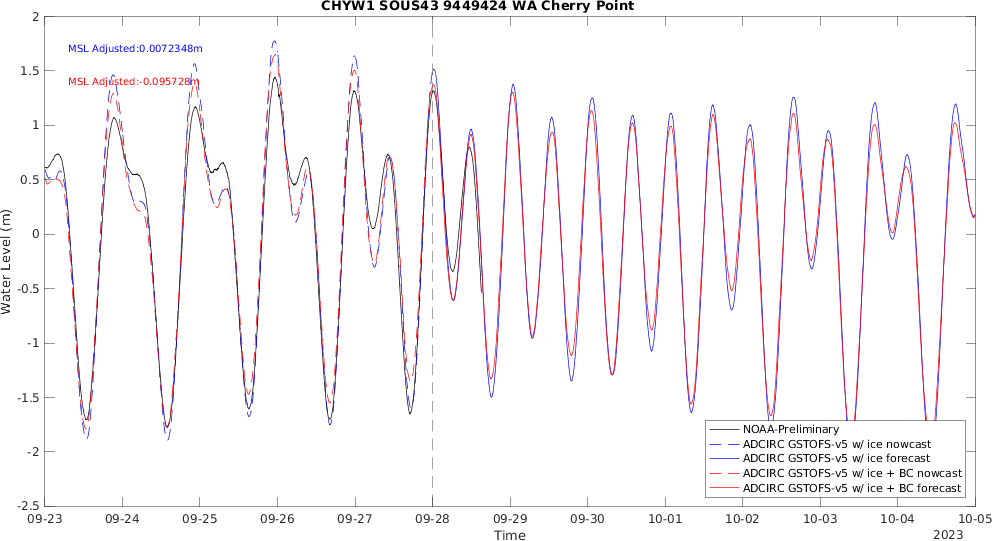 CHYW1 SOUS43 9449424 WA Cherry Point
MSL Adjusted:0.0072348m
MSL Adjusted:-0.095728m
2
1.5
1
0.5
0
-0.5
-1
-1.5
-2
-2.5
Water Level (m)
NOAA-Preliminary
ADCIRC GSTOFS-v5 w/ ice nowcast
ADCIRC GSTOFS-v5 w/ ice forecast
ADCIRC GSTOFS-v5 w/ ice + BC nowcast
ADCIRC GSTOFS-v5 w/ ice + BC forecast
09-23 09-24 09-25 09-26 09-27 09-28 09-29 09-30 10-01 10-02 10-03 10-04 10-05
Time
2023